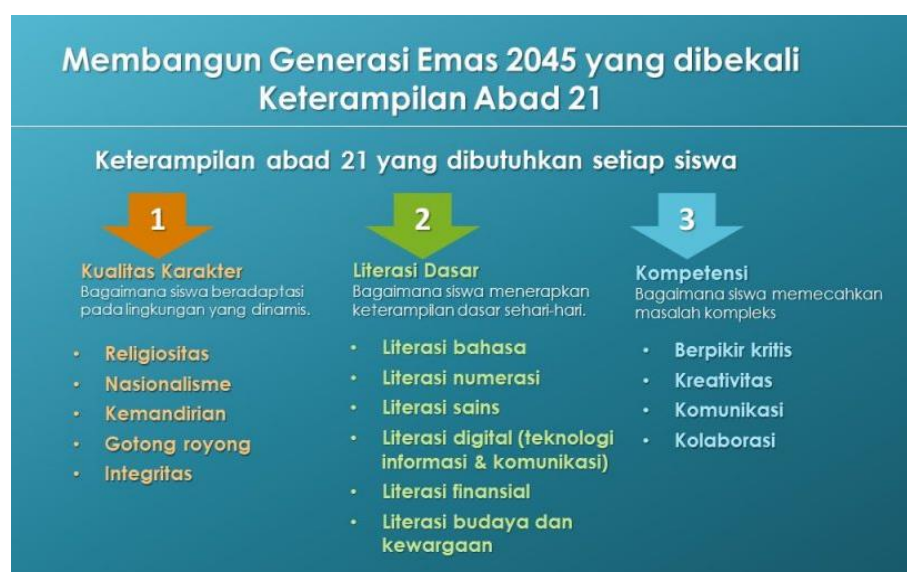 Membangun Generasi Emas 2045 yang dibekali
Keterampilan Abad 21
Keterampilan abad 21 yang dibutuhkan setiap siswa
1
Kualitas Karakter
Bagaimana siswa beradaptasi
pada lingkungan yang dinamis.
• Religiositas
• Nasionalisme
• Kemandirian
• Gotong royong
• Integritas
2
Literasi Dasar
Bagaimana siswa menerapkan
keterampilan dasar sehari-hari.
• Literasi bahasa
• Literasi numerasi
• Literasi sains
• Literasi digital (teknologi
informasi & komunikasi)
• Literasi finansial
• Literasi budaya dan
kewargaan
3
Kompetensi
Bagaimana siswa memecahkan
masalah kompleks
• Berpikir kritis
• Kreativitas
• Komunikasi
• Kolaborasi